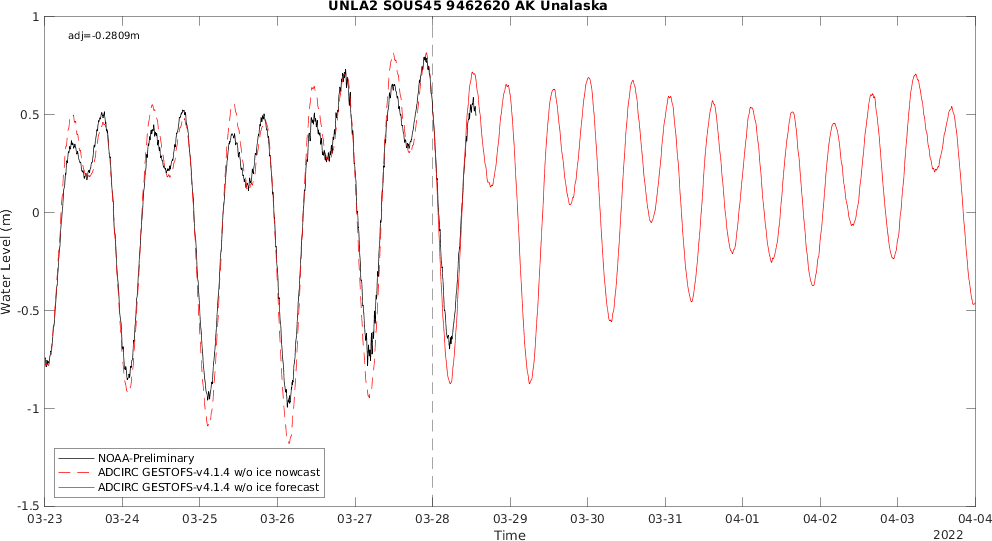 UNLA2 SOUS45 9462620 AK Unalaska
adj=-0.2809m
1
0.5
0
-0.5
-1
-1.5
Water Level (m)
NOAA-Preliminary
ADCIRC GESTOFS-v4.1.4 w/o ice nowcast
ADCIRC GESTOFS-v4.1.4 w/o ice forecast
03-23 03-24 03-25 03-26 03-27 03-28 03-29 03-30 03-31 04-01 04-02 04-03 04-04
Time
2022